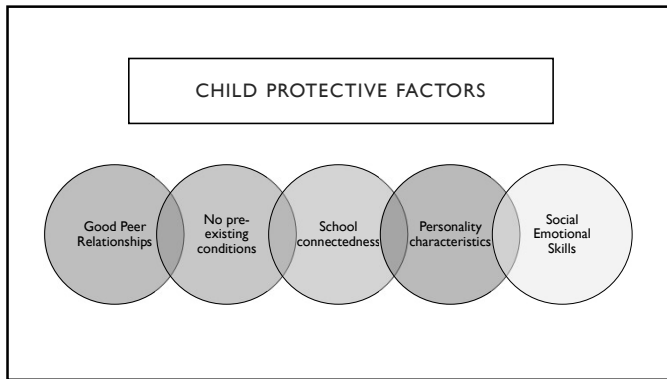 CHILD PROTECTIVE FACTORS
Good Peer
Relationships
No pre-
existing
conditions
School
connectedness
Personality
characteristics
Social
Emotional
Skills